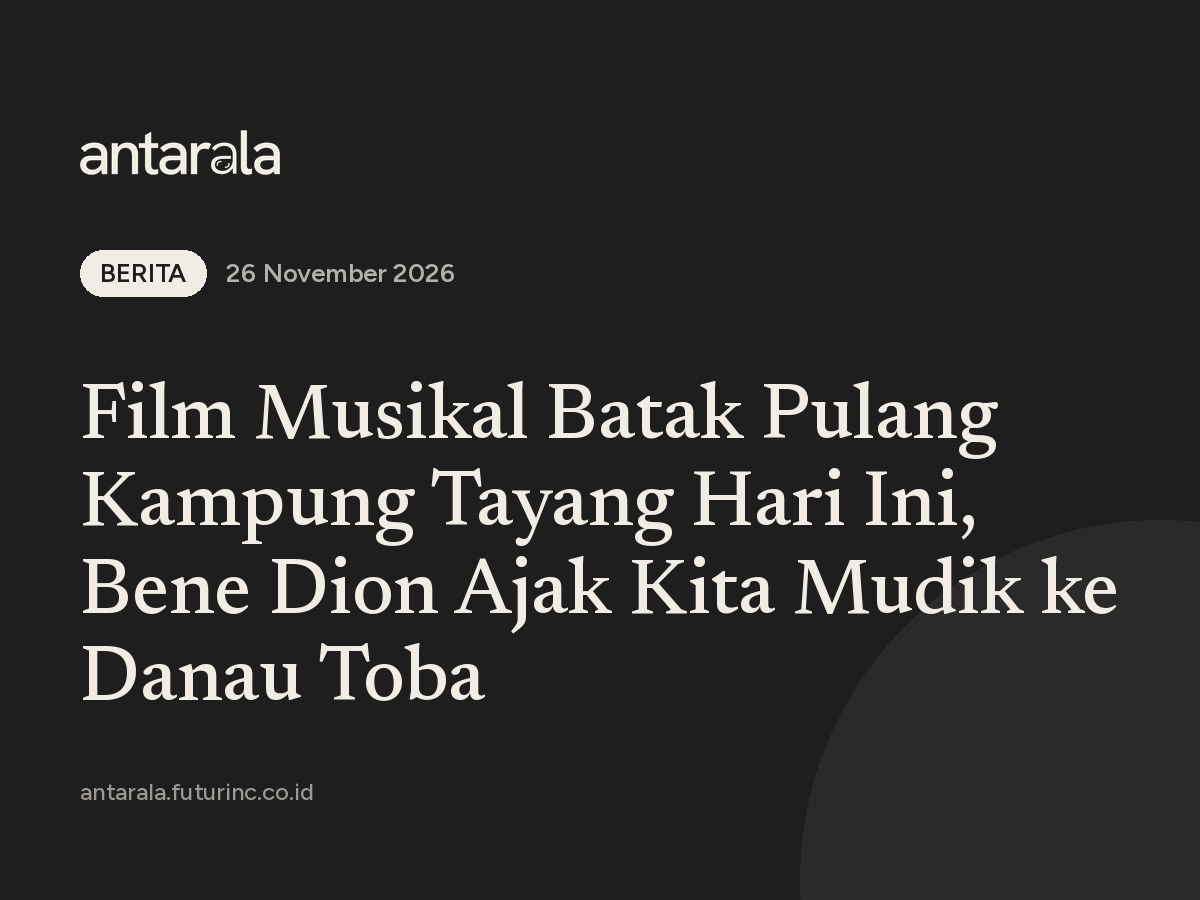 antarala
BERITA 26 November 2026
Film Musikal Batak Pulang
Kampung Tayang Hari Ini,
Bene Dion Ajak Kita Mudik ke
Danau Toba
antarala.futurinc.co.id